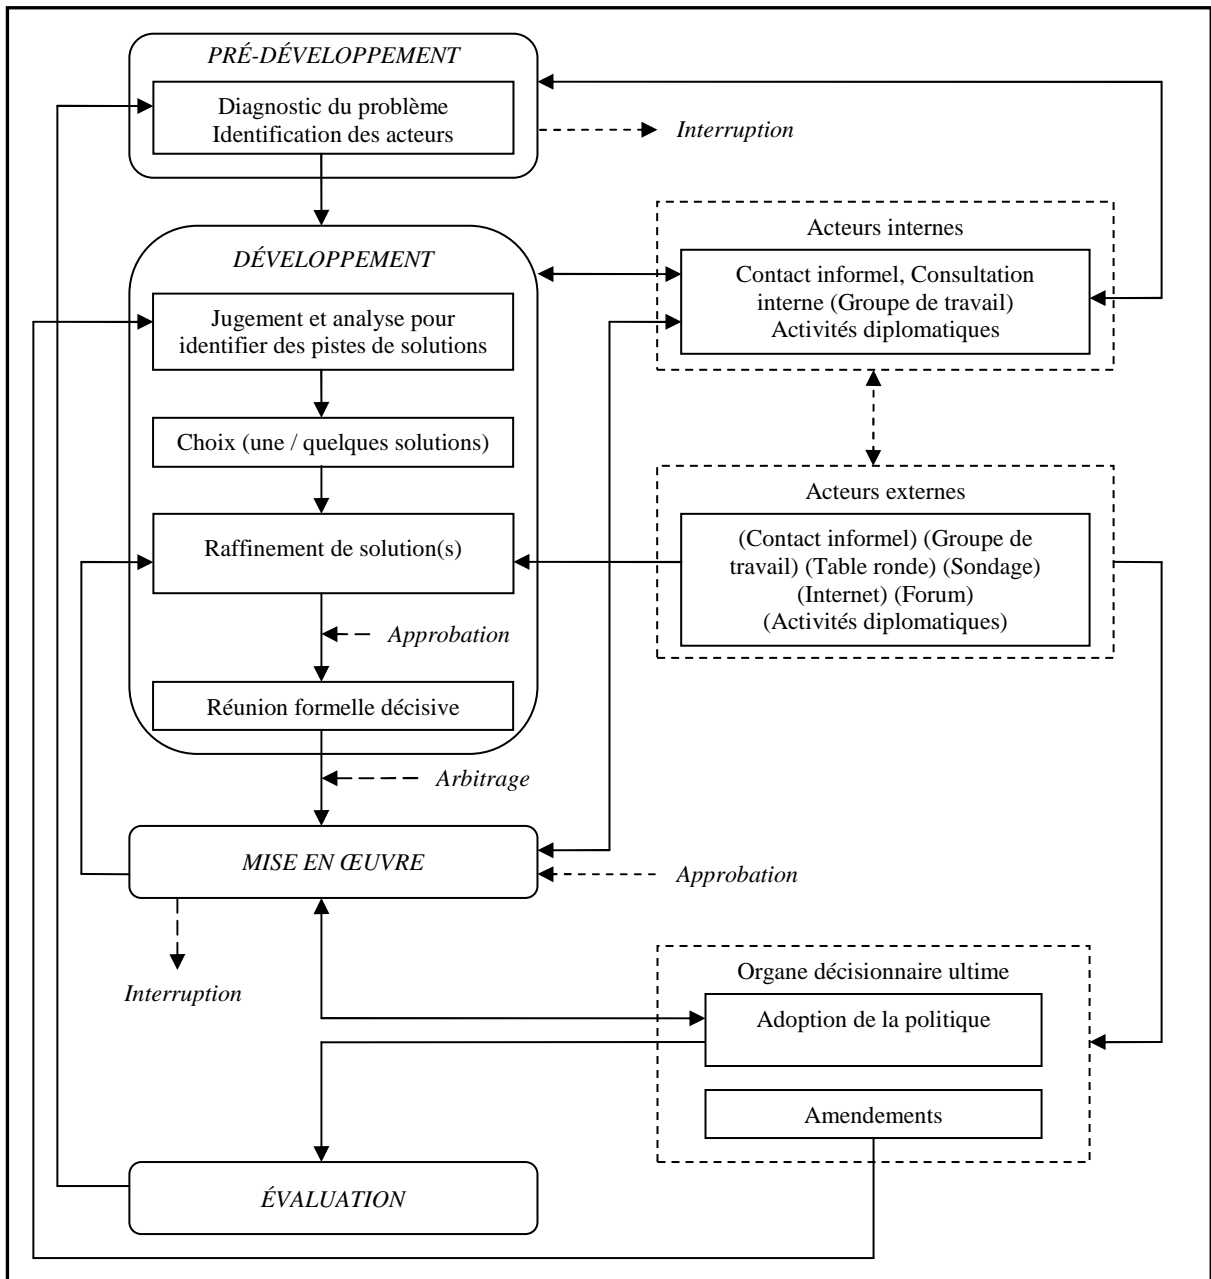 PRÉ-DÉVELOPPEMENT
Diagnostic du problème
Identification des acteurs
Interruption
Acteurs internes
Contact informel, Consultation
interne (Groupe de travail)
Activités diplomatiques
DÉVELOPPEMENT
Jugement et analyse pour
identifier des pistes de solutions
Choix (une / quelques solutions)
Acteurs externes
(Contact informel) (Groupe de
travail) (Table ronde) (Sondage)
(Internet) (Forum)
(Activités diplomatiques)
Raffinement de solution(s)
Approbation
Réunion formelle décisive
Arbitrage
MISE EN ŒUVRE
Approbation
Interruption
Organe décisionnaire ultime
Adoption de la politique
Amendements
ÉVALUATION